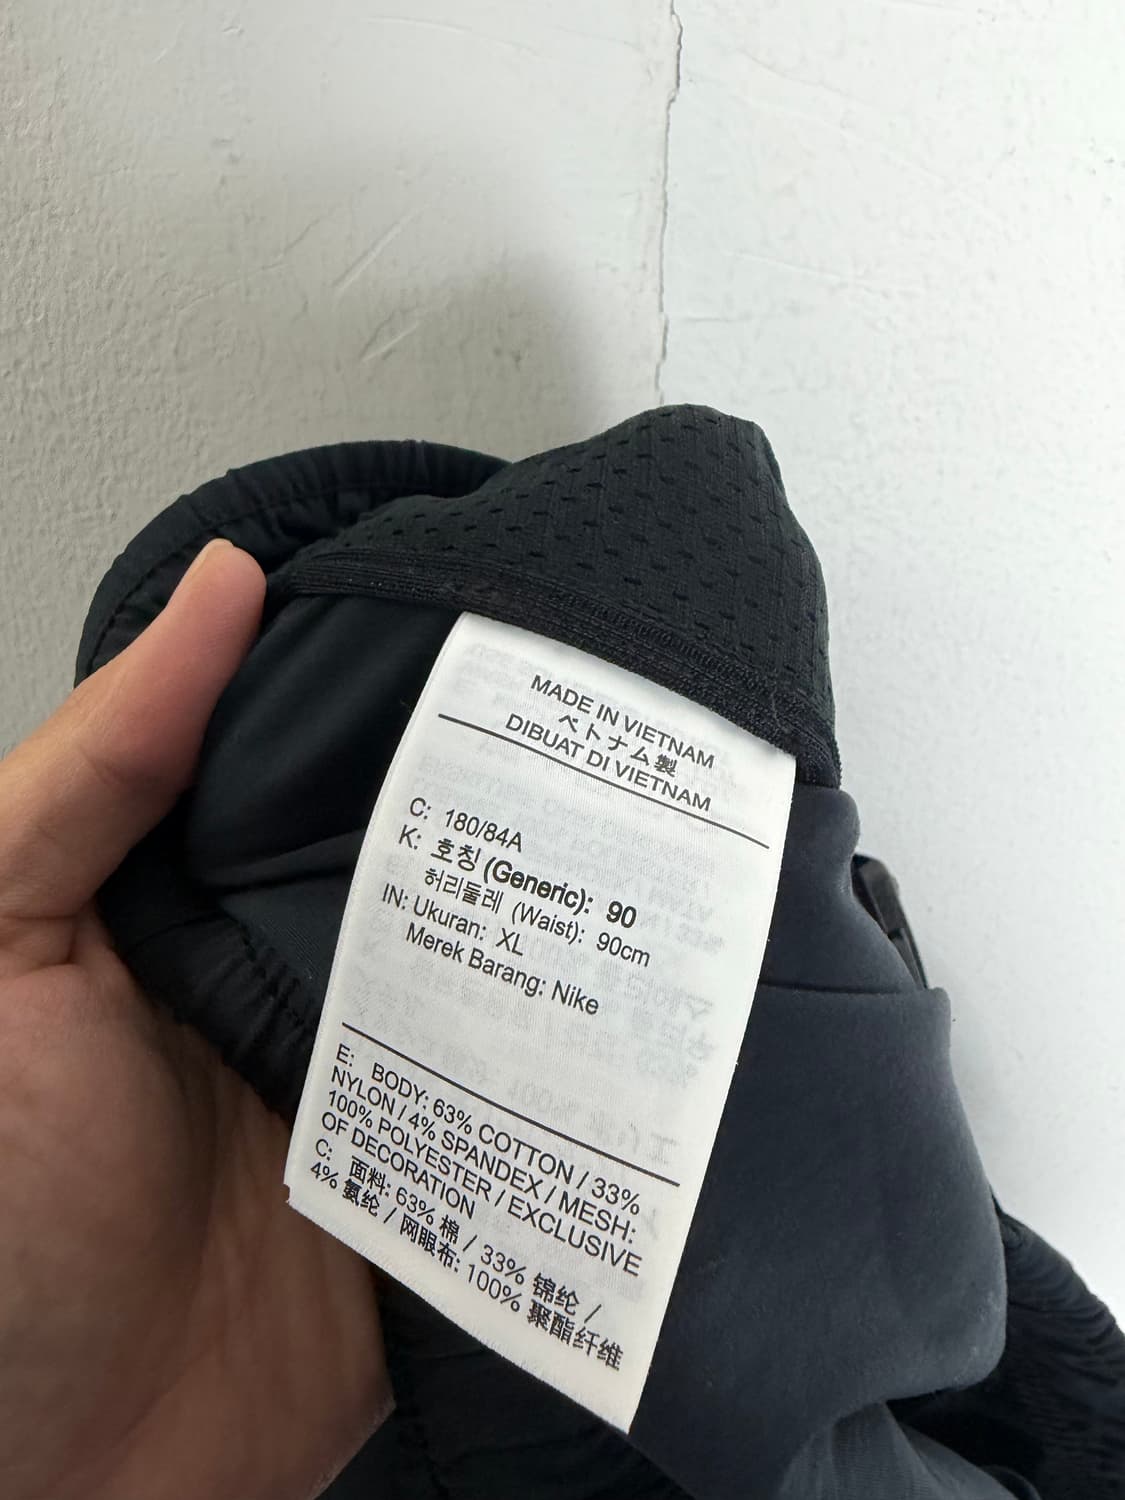 MADE IN VIETNAM
ベトナム製
DIBUAT DI VIETNAM
C: 180/84A
K: 호칭 (Generic): 90
허리둘레 (Waist): 90cm
IN: Ukuran: XL
Merek Barang: Nike
E: BODY: 63% COTTON / 33%
NYLON / 4% SPANDEX / MESH:
100% POLYESTER / EXCLUSIVE
OF DECORATION
C: 面料: 63% 棉 / 33% 锦纶 /
4% 氨纶 / 网眼布: 100% 聚酯纤维